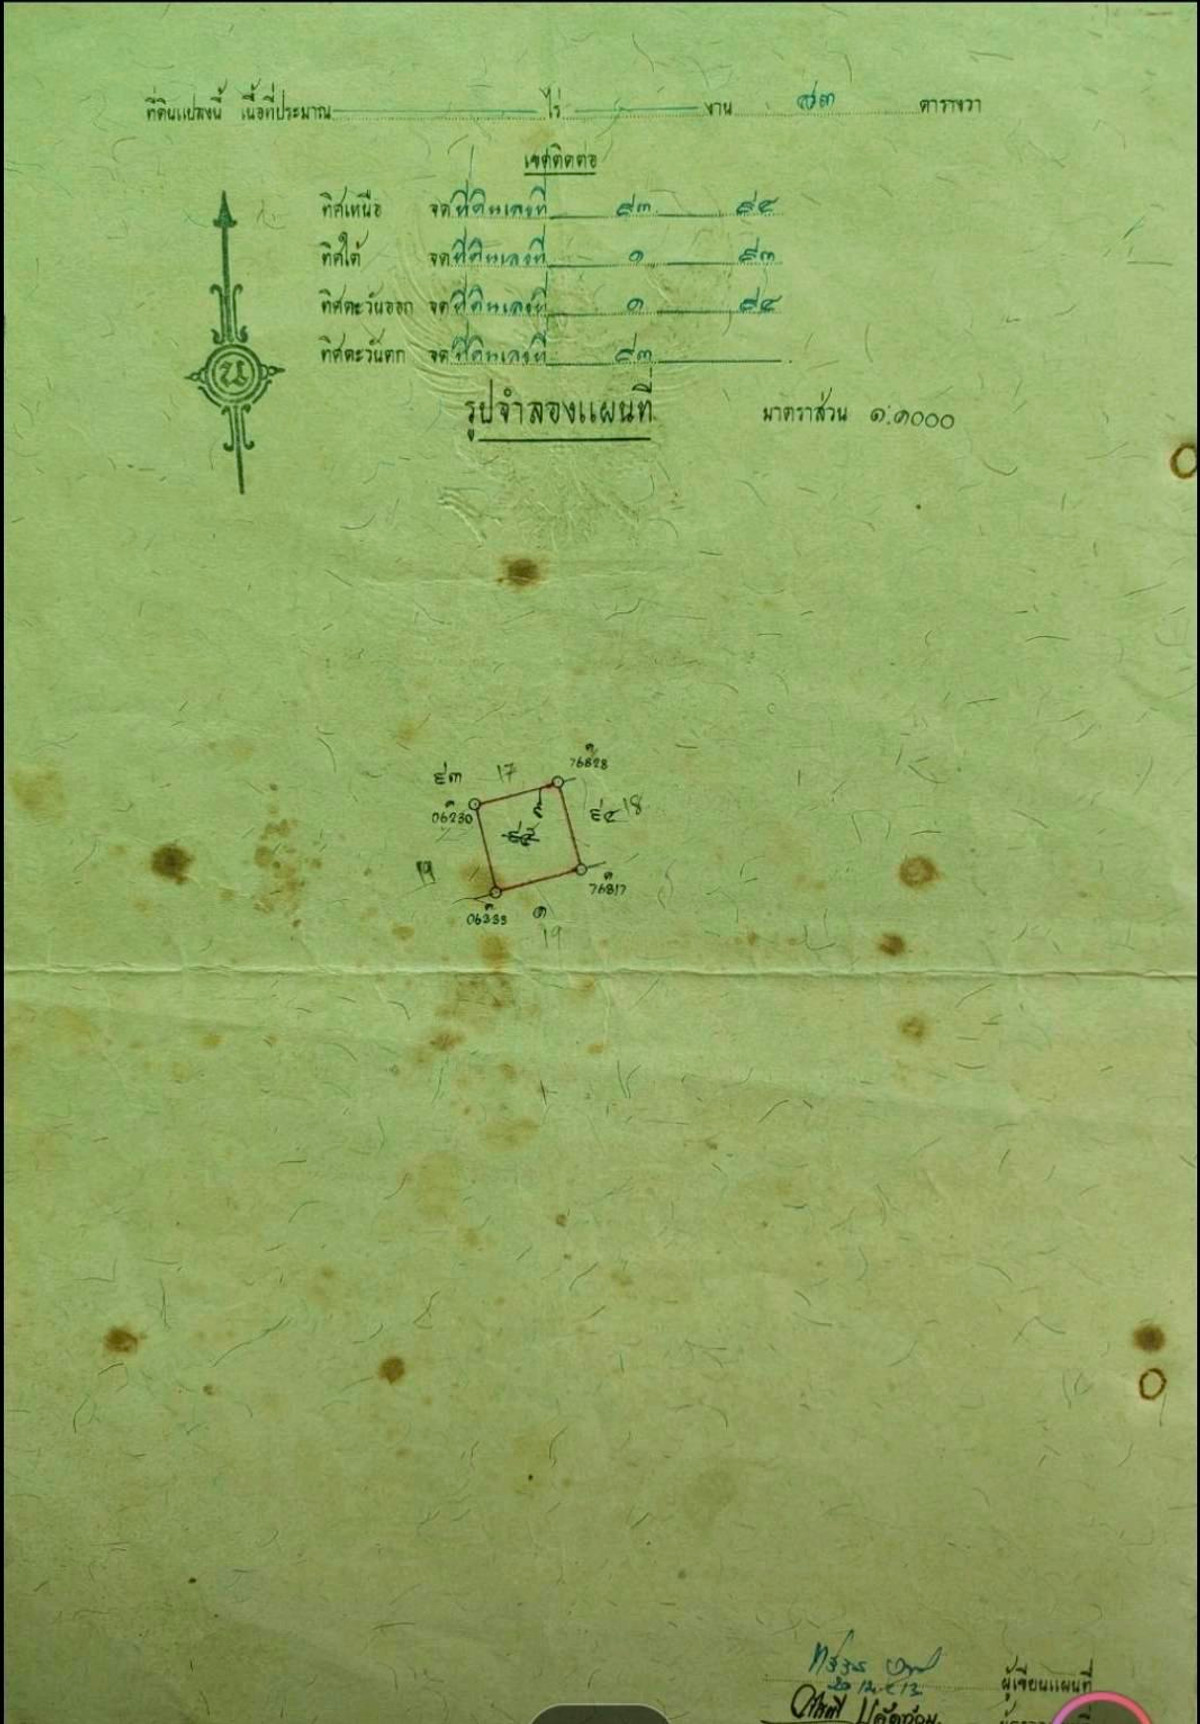 ที่ดินแปลงนี้ เนื้อที่ประมาณ ไร่ งาน ๘๓ ตารางวา
เขตติดต่อ
ทิศเหนือ จดที่ดินเลขที่ ๙๓ ๙๔
ทิศใต้ จดที่ดินเลขที่ ๑ ๙๓
ทิศตะวันออก จดที่ดินเลขที่ ๑ ๙๔
ทิศตะวันตก จดที่ดินเลขที่ ๙๓
น
รูปจำลองแผนที่ มาตราส่วน ๑:๑๐๐๐
76828
๙๓ 17
06230
๙๔ 18
19
76817
06335 ๑
19
ผู้เขียนแผนที่